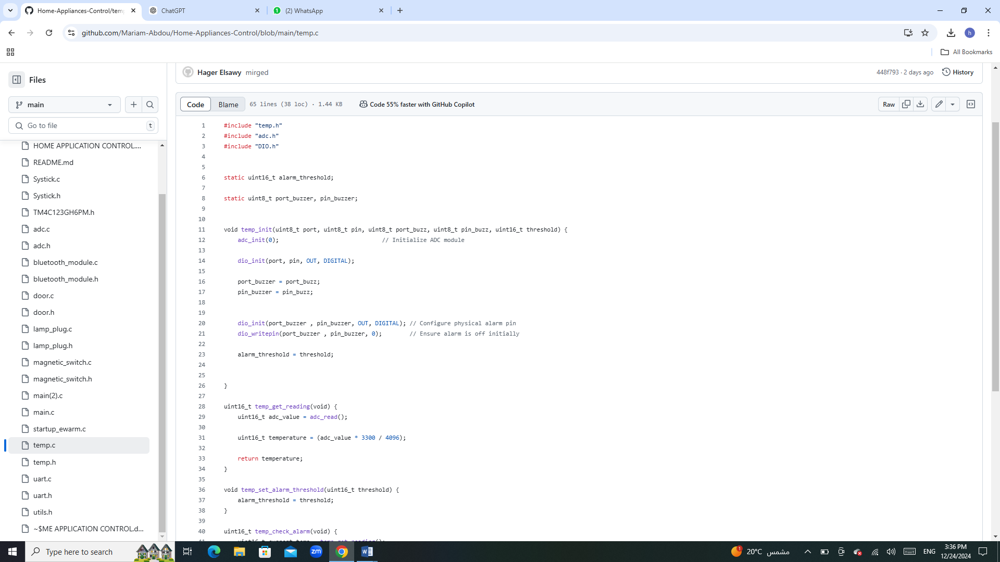 Home-Appliances-Control/tem
ChatGPT
(2) WhatsApp
github.com/Mariam-Abdou/Home-Appliances-Control/blob/main/temp.c
h
All Bookmarks
Files
main
Go to file
t
HOME APPLICATION CONTROL....
README.md
Systick.c
Systick.h
TM4C123GH6PM.h
adc.c
adc.h
bluetooth_module.c
bluetooth_module.h
door.c
door.h
lamp_plug.c
lamp_plug.h
magnetic_switch.c
magnetic_switch.h
main(2).c
main.c
startup_ewarm.c
temp.c
temp.h
uart.c
uart.h
utils.h
~$ME APPLICATION CONTROL.d...
Hager Elsawy mirged
448f793 · 2 days ago
History
Code
Blame
65 lines (38 loc) · 1.44 KB
Code 55% faster with GitHub Copilot
Raw
1 #include "temp.h"
2 #include "adc.h"
3 #include "DIO.h"
4
5
6 static uint16_t alarm_threshold;
7
8 static uint8_t port_buzzer, pin_buzzer;
9
10
11 void temp_init(uint8_t port, uint8_t pin, uint8_t port_buzz, uint8_t pin_buzz, uint16_t threshold) {
12 adc_init(0); // Initialize ADC module
13
14 dio_init(port, pin, OUT, DIGITAL);
15
16 port_buzzer = port_buzz;
17 pin_buzzer = pin_buzz;
18
19
20 dio_init(port_buzzer , pin_buzzer, OUT, DIGITAL); // Configure physical alarm pin
21 dio_writepin(port_buzzer , pin_buzzer, 0); // Ensure alarm is off initially
22
23 alarm_threshold = threshold;
24
25
26 }
27
28 uint16_t temp_get_reading(void) {
29 uint16_t adc_value = adc_read();
30
31 uint16_t temperature = (adc_value * 3300 / 4096);
32
33 return temperature;
34 }
35
36 void temp_set_alarm_threshold(uint16_t threshold) {
37 alarm_threshold = threshold;
38 }
39
40 uint16_t temp_check_alarm(void) {
Type here to search
zm
1
20°C مشمس
ENG
3:36 PM
12/24/2024